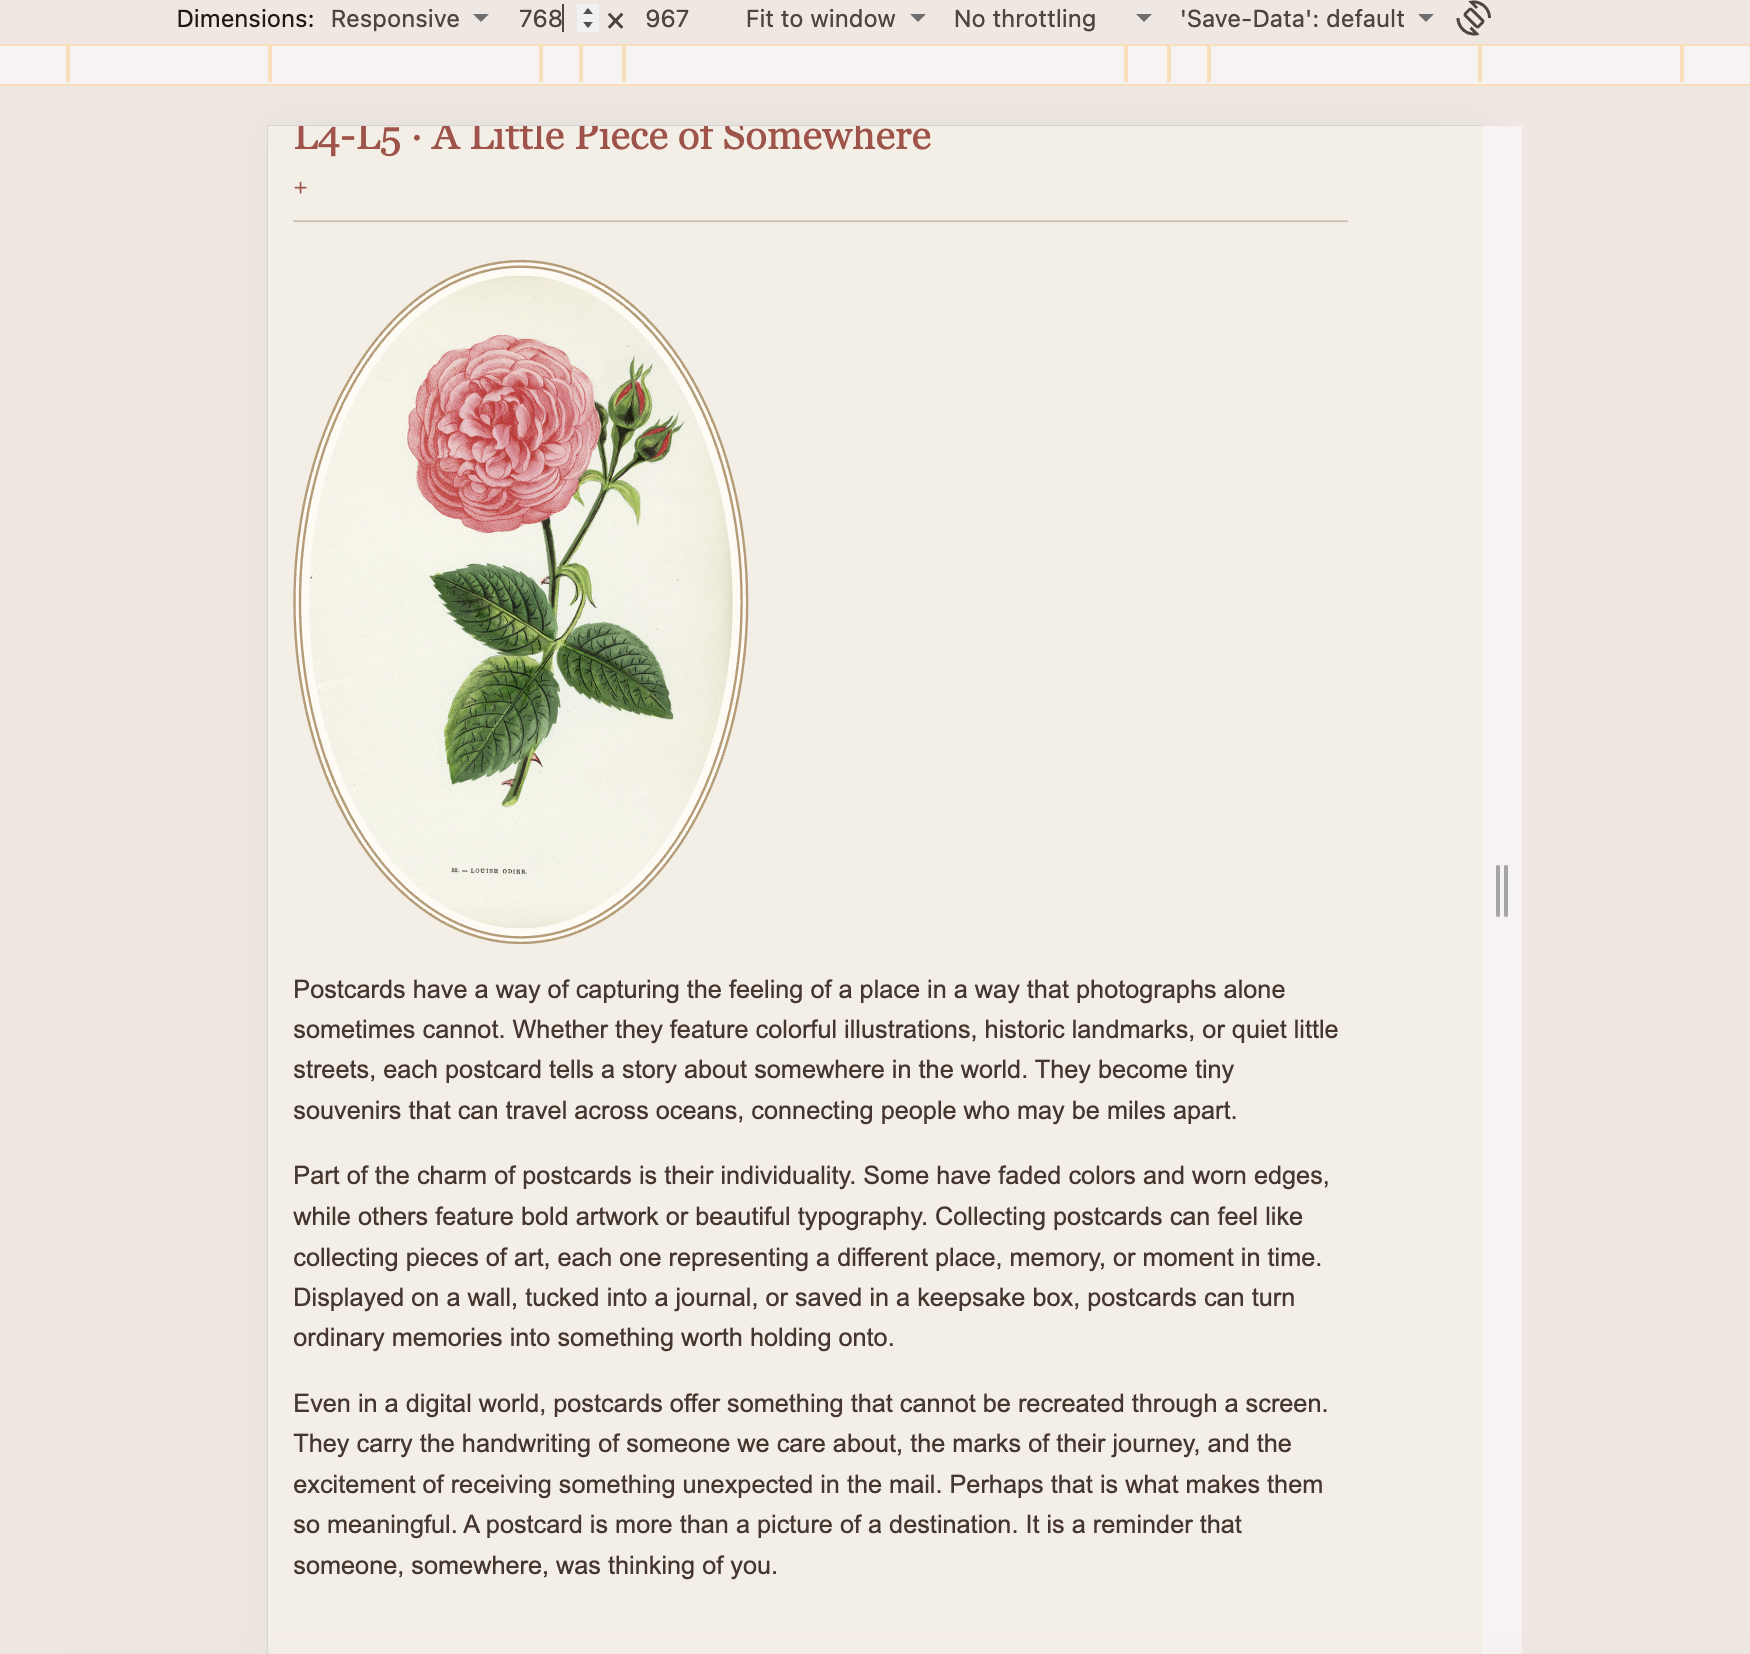 Dimensions: Responsive 768 × 967 Fit to window No throttling 'Save-Data': default
L4-L5 · A Little Piece of Somewhere
+
50. — LOUISE ODIER.
Postcards have a way of capturing the feeling of a place in a way that photographs alone
sometimes cannot. Whether they feature colorful illustrations, historic landmarks, or quiet little
streets, each postcard tells a story about somewhere in the world. They become tiny
souvenirs that can travel across oceans, connecting people who may be miles apart.
Part of the charm of postcards is their individuality. Some have faded colors and worn edges,
while others feature bold artwork or beautiful typography. Collecting postcards can feel like
collecting pieces of art, each one representing a different place, memory, or moment in time.
Displayed on a wall, tucked into a journal, or saved in a keepsake box, postcards can turn
ordinary memories into something worth holding onto.
Even in a digital world, postcards offer something that cannot be recreated through a screen.
They carry the handwriting of someone we care about, the marks of their journey, and the
excitement of receiving something unexpected in the mail. Perhaps that is what makes them
so meaningful. A postcard is more than a picture of a destination. It is a reminder that
someone, somewhere, was thinking of you.